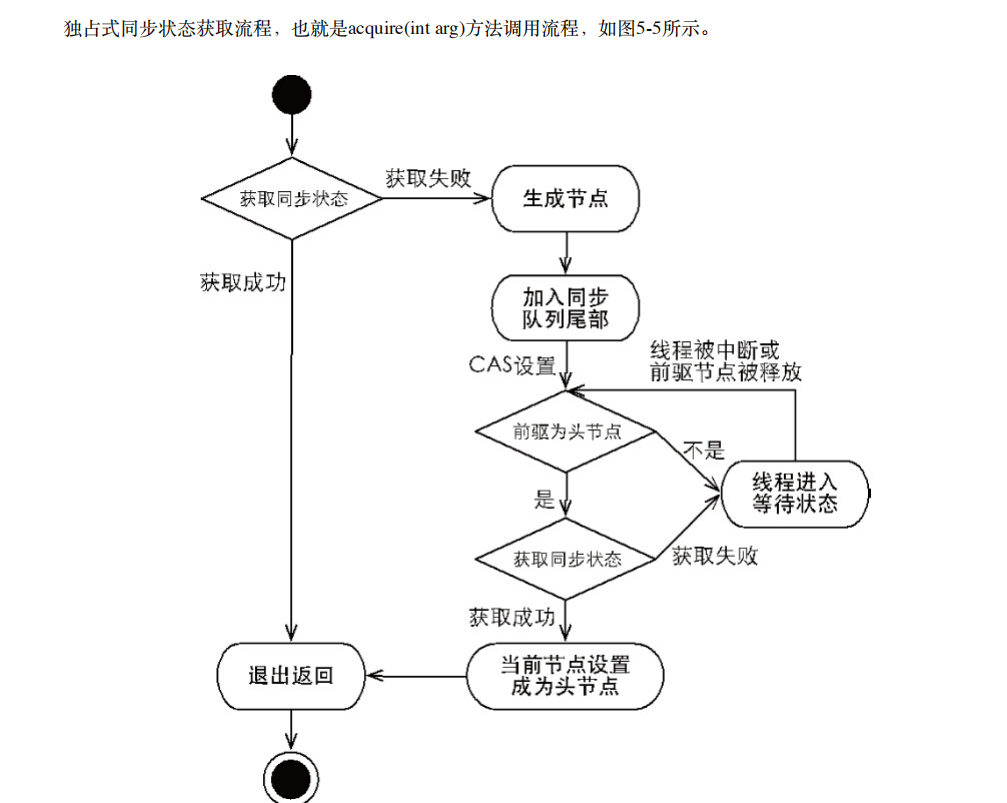 独占式同步状态获取流程，也就是acquire(int arg)方法调用流程，如图5-5所示。
获取同步状态
获取失败
生成节点
获取成功
加入同步
队列尾部
CAS设置
线程被中断或
前驱节点被释放
前驱为头节点
不是
线程进入
等待状态
是
获取同步状态
获取失败
获取成功
退出返回
当前节点设置
成为头节点